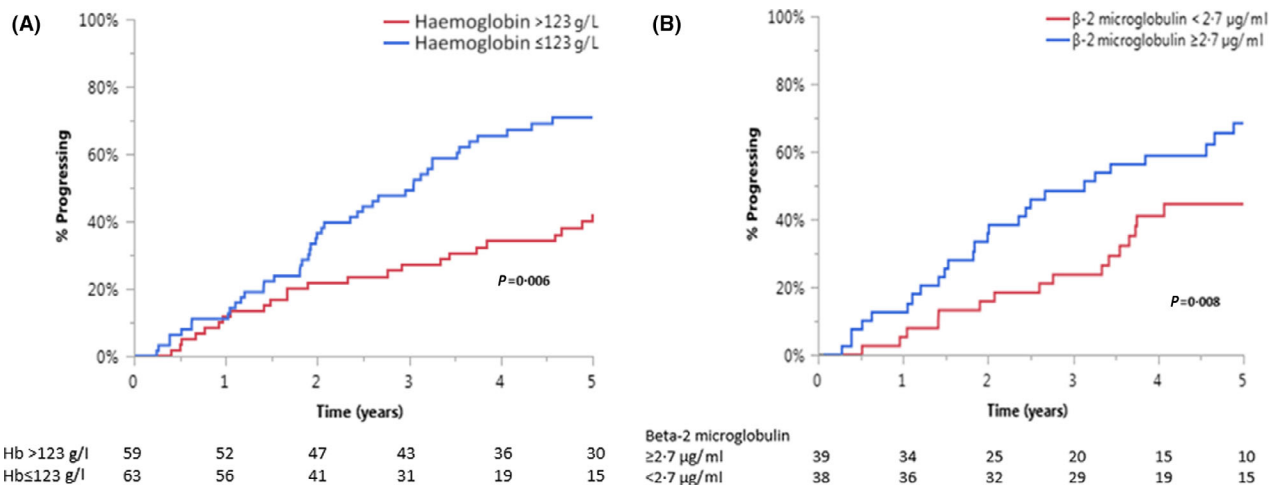 (A)
Haemoglobin >123 g/L
Haemoglobin ≤123 g/L
100%
80%
60%
40%
20%
0%
% Progressing
P=0·006
0 1 2 3 4 5
Time (years)
Hb >123 g/l 59 52 47 43 36 30
Hb≤123 g/l 63 56 41 31 19 15
(B)
β-2 microglobulin < 2·7 μg/ml
β-2 microglobulin ≥2·7 μg/ml
100%
80%
60%
40%
20%
0%
% Progressing
P=0·008
0 1 2 3 4 5
Time (years)
Beta-2 microglobulin
≥2·7 μg/ml 39 34 25 20 15 10
<2·7 μg/ml 38 36 32 29 19 15